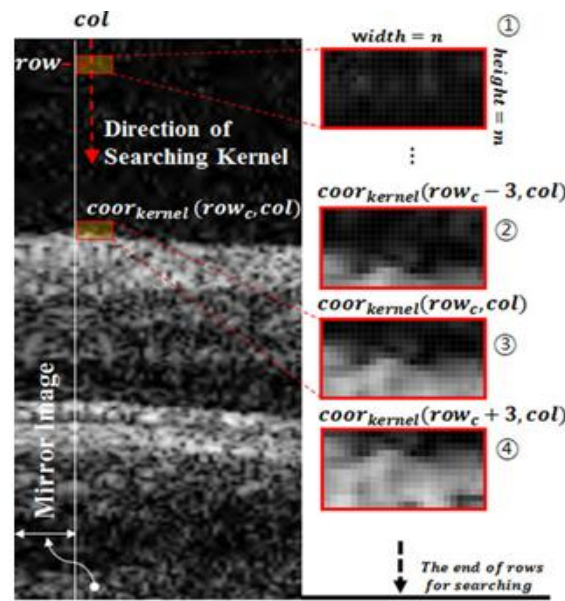 col
①
width = n
row
height = m
Direction of
Searching Kernel
⋮
coor_kernel(row_c, col)
coor_kernel(row_c − 3, col)
②
coor_kernel(row_c, col)
③
coor_kernel(row_c + 3, col)
④
Mirror Image
The end of rows
for searching